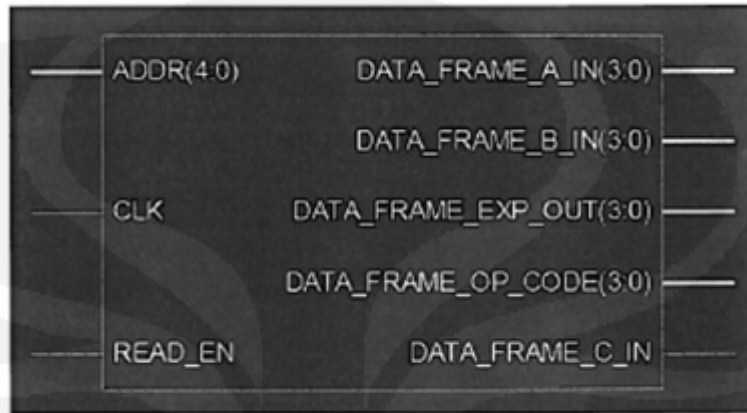 ADDR(4:0) DATA_FRAME_A_IN(3:0)
DATA_FRAME_B_IN(3:0)
CLK DATA_FRAME_EXP_OUT(3:0)
DATA_FRAME_OP_CODE(3:0)
READ_EN DATA_FRAME_C_IN